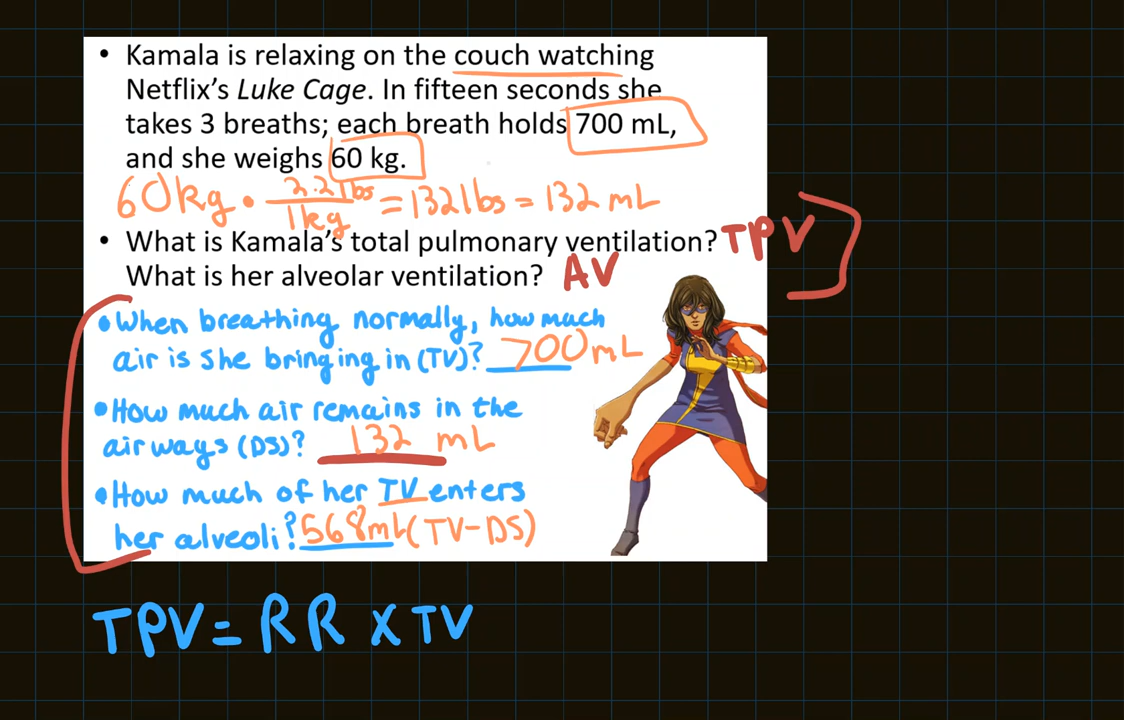 • Kamala is relaxing on the couch watching
Netflix’s Luke Cage. In fifteen seconds she
takes 3 breaths; each breath holds 700 mL,
and she weighs 60 kg.
60kg • 2.2lbs/1kg = 132lbs = 132 mL
• What is Kamala’s total pulmonary ventilation? TPV
What is her alveolar ventilation? AV
• When breathing normally, how much
air is she bringing in (TV)? 700mL
• How much air remains in the
airways (DS)? 132 mL
• How much of her TV enters
her alveoli? 568mL (TV-DS)
TPV = RR X TV